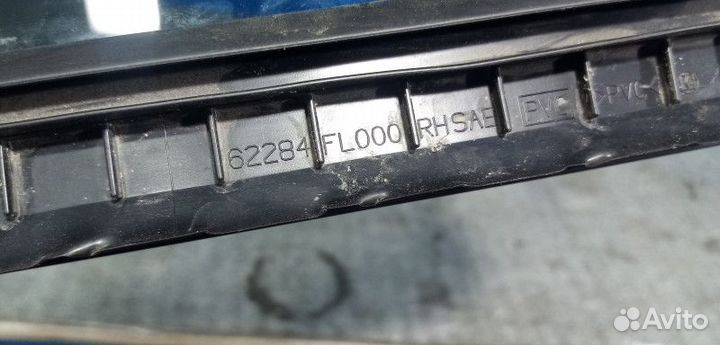 62284 FL000 RHSAE PVC >PVC<
Avito